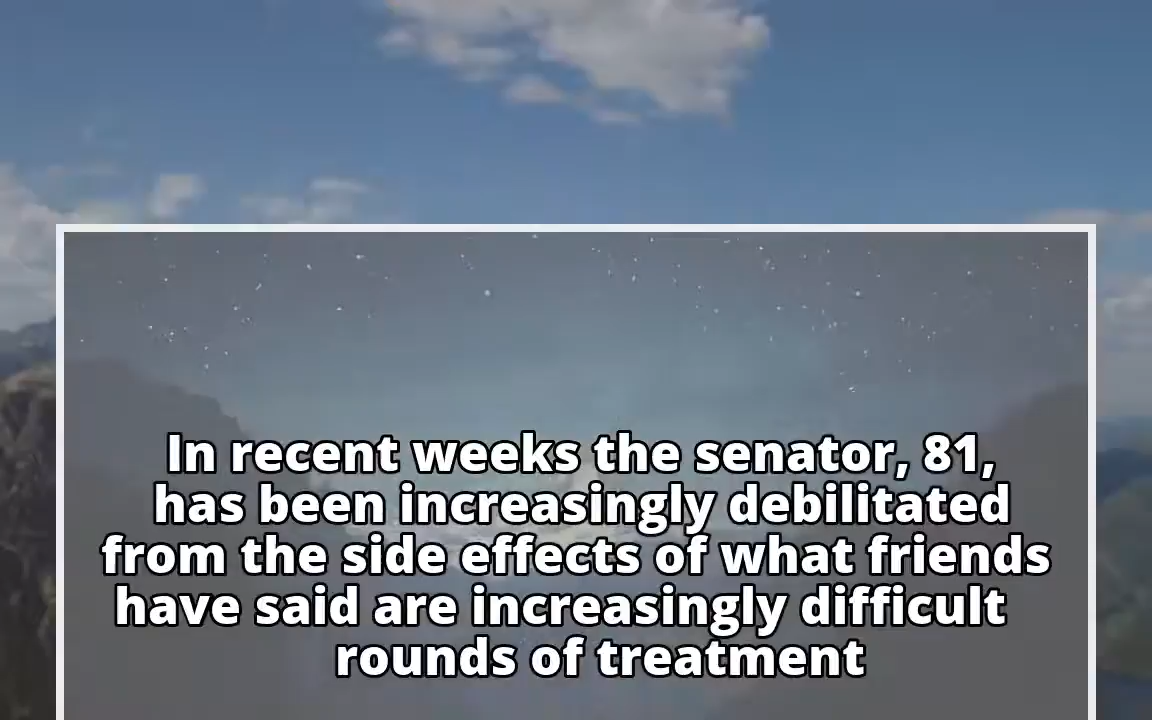 In recent weeks the senator, 81,
has been increasingly debilitated
from the side effects of what friends
have said are increasingly difficult
rounds of treatment